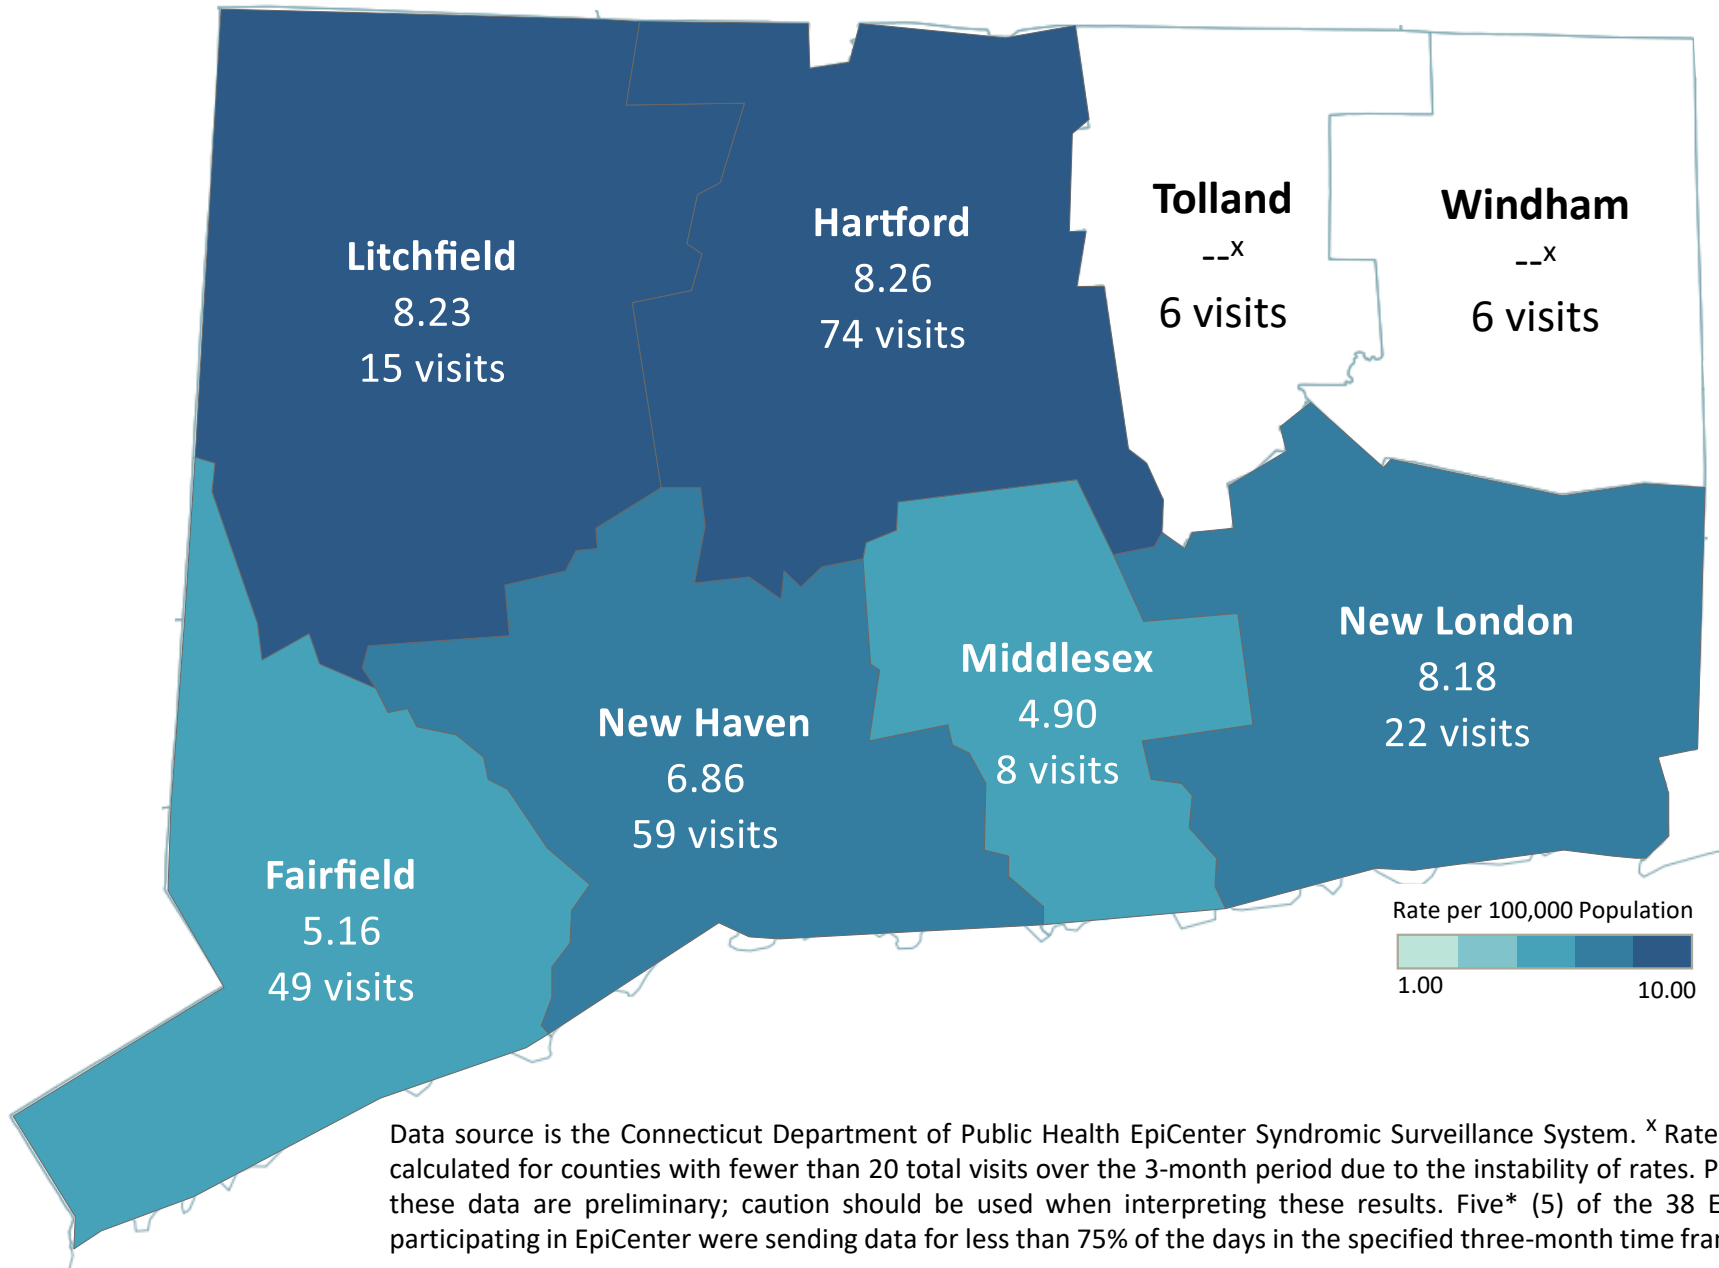 Litchfield
8.23
15 visits
Hartford
8.26
74 visits
Tolland
--x
6 visits
Windham
--x
6 visits
New Haven
6.86
59 visits
Middlesex
4.90
8 visits
New London
8.18
22 visits
Fairfield
5.16
49 visits
Rate per 100,000 Population
1.00
10.00
Data source is the Connecticut Department of Public Health EpiCenter Syndromic Surveillance System. x Rate
calculated for counties with fewer than 20 total visits over the 3-month period due to the instability of rates. P
these data are preliminary; caution should be used when interpreting these results. Five* (5) of the 38 E
participating in EpiCenter were sending data for less than 75% of the days in the specified three-month time fra